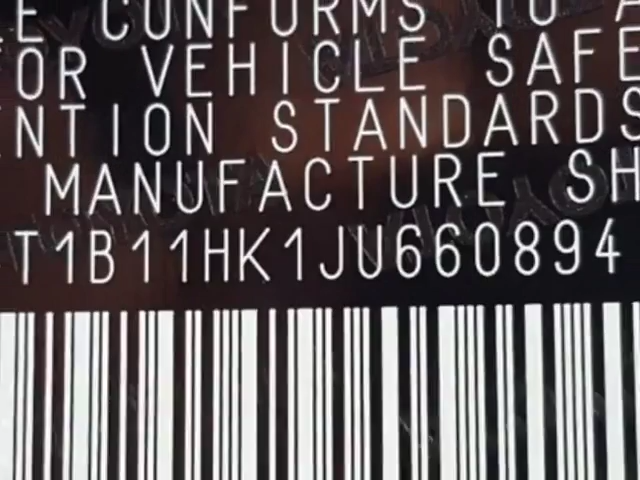 E CONFORMS TO A
OR VEHICLE SAFE
NTION STANDARDS
MANUFACTURE SH
T1B11HK1JU660894